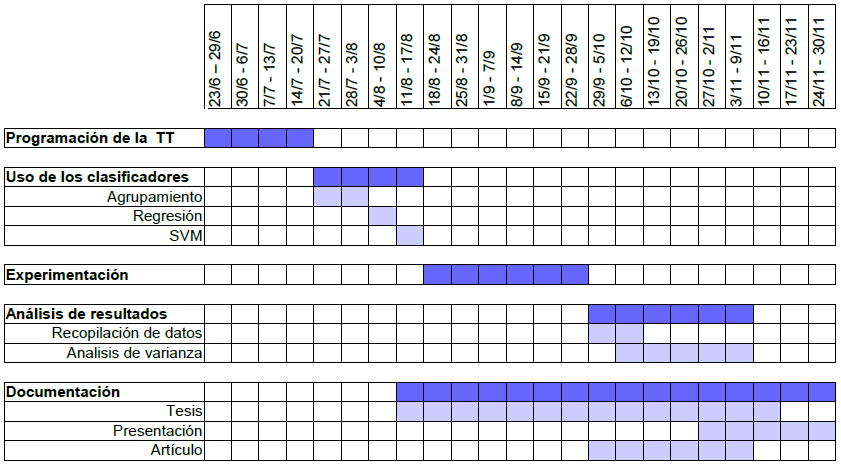 23/6 – 29/6
30/6 - 6/7
7/7 - 13/7
14/7 - 20/7
21/7 - 27/7
28/7 - 3/8
4/8 - 10/8
11/8 - 17/8
18/8 - 24/8
25/8 - 31/8
1/9 - 7/9
8/9 - 14/9
15/9 - 21/9
22/9 - 28/9
29/9 - 5/10
6/10 - 12/10
13/10 - 19/10
20/10 - 26/10
27/10 - 2/11
3/11 - 9/11
10/11 - 16/11
17/11 - 23/11
24/11 - 30/11
Programación de la TT
Uso de los clasificadores
Agrupamiento
Regresión
SVM
Experimentación
Análisis de resultados
Recopilación de datos
Analisis de varianza
Documentación
Tesis
Presentación
Artículo